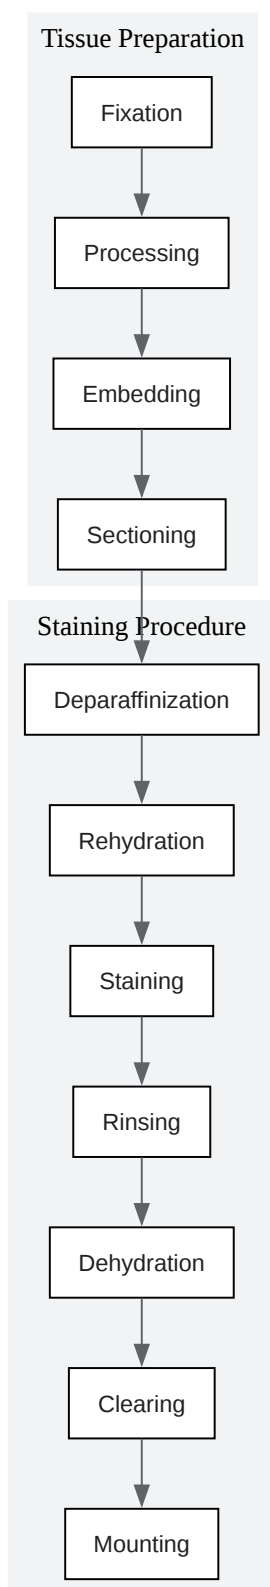 Tissue Preparation
Fixation
Processing
Embedding
Sectioning
Staining Procedure
Deparaffinization
Rehydration
Staining
Rinsing
Dehydration
Clearing
Mounting